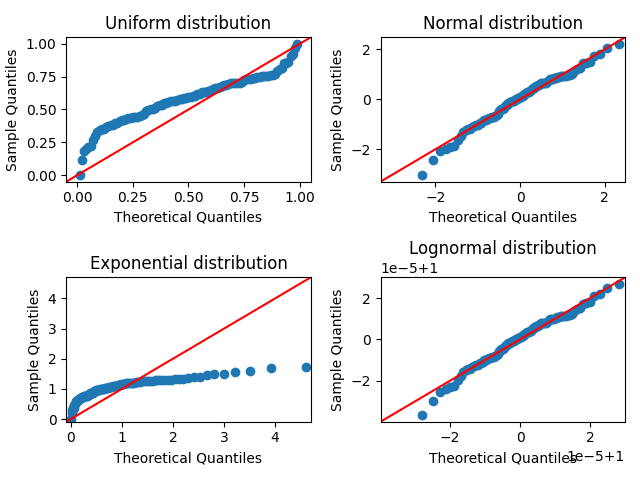 Uniform distribution
1.00
0.75
0.50
0.25
0.00
Sample Quantiles
0.00 0.25 0.50 0.75 1.00
Theoretical Quantiles
Normal distribution
2
0
−2
Sample Quantiles
−2 0 2
Theoretical Quantiles
Exponential distribution
4
3
2
1
0
Sample Quantiles
0 1 2 3 4
Theoretical Quantiles
Lognormal distribution
1e−5+1
2
0
−2
Sample Quantiles
−2 0 2
1e−5+1
Theoretical Quantiles